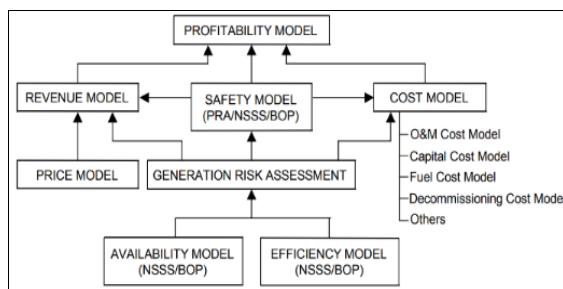 PROFITABILITY MODEL
REVENUE MODEL
SAFETY MODEL
(PRA/NSSS/BOP)
COST MODEL
O&M Cost Model
Capital Cost Model
Fuel Cost Model
Decommissioning Cost Mode
Others
PRICE MODEL
GENERATION RISK ASSESSMENT
AVAILABILITY MODEL
(NSSS/BOP)
EFFICIENCY MODEL
(NSSS/BOP)